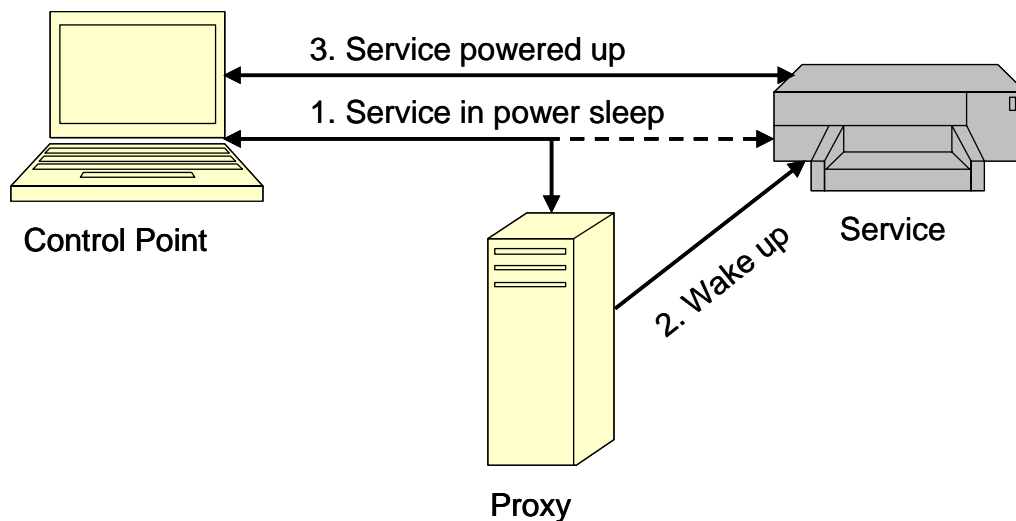 3. Service powered up
1. Service in power sleep
Control Point
Service
2. Wake up
Proxy